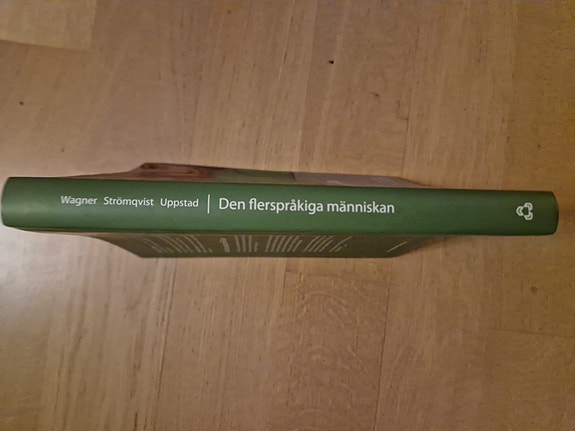 Wagner Strömqvist Uppstad | Den flerspråkiga människan